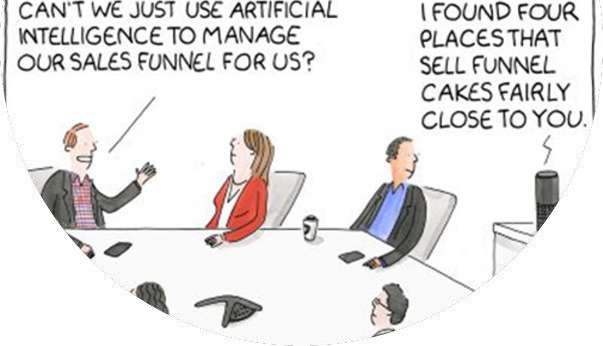 CAN'T WE JUST USE ARTIFICIAL
INTELLIGENCE TO MANAGE
OUR SALES FUNNEL FOR US?
I FOUND FOUR
PLACES THAT
SELL FUNNEL
CAKES FAIRLY
CLOSE TO YOU.